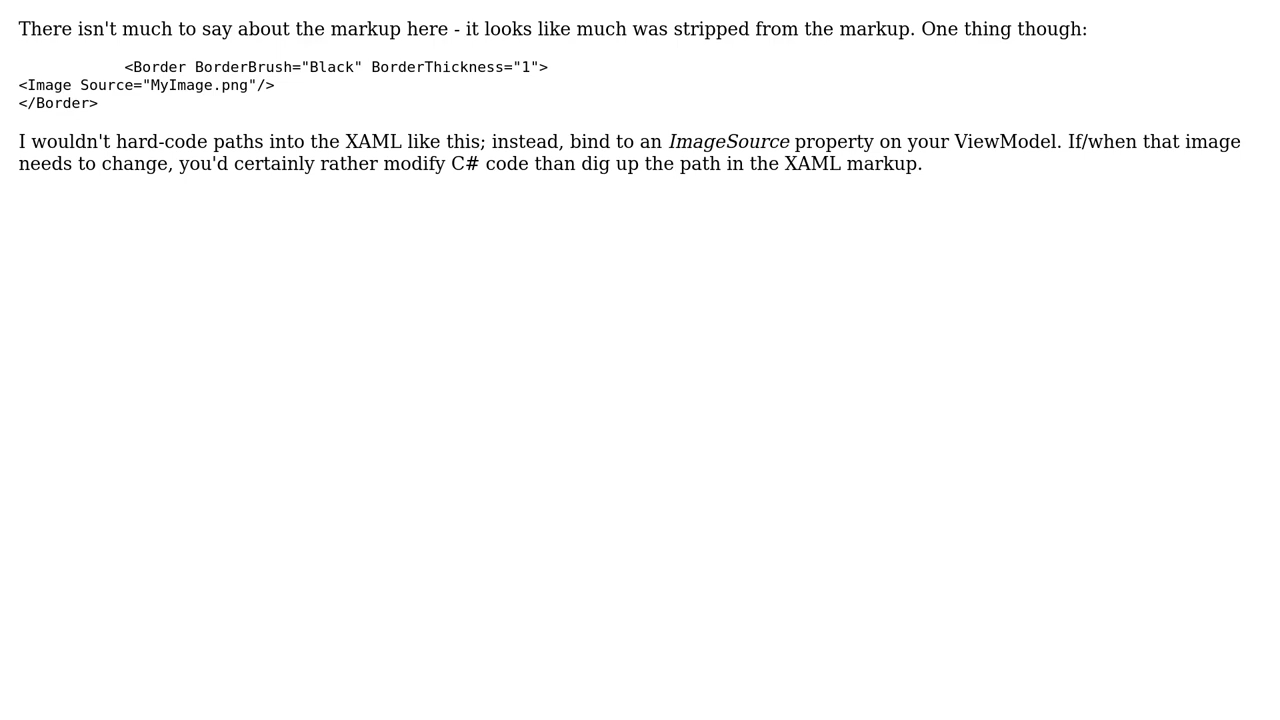 There isn't much to say about the markup here - it looks like much was stripped from the markup. One thing though:
<Border BorderBrush="Black" BorderThickness="1">
<Image Source="MyImage.png"/>
</Border>
I wouldn't hard-code paths into the XAML like this; instead, bind to an ImageSource property on your ViewModel. If/when that image
needs to change, you'd certainly rather modify C# code than dig up the path in the XAML markup.